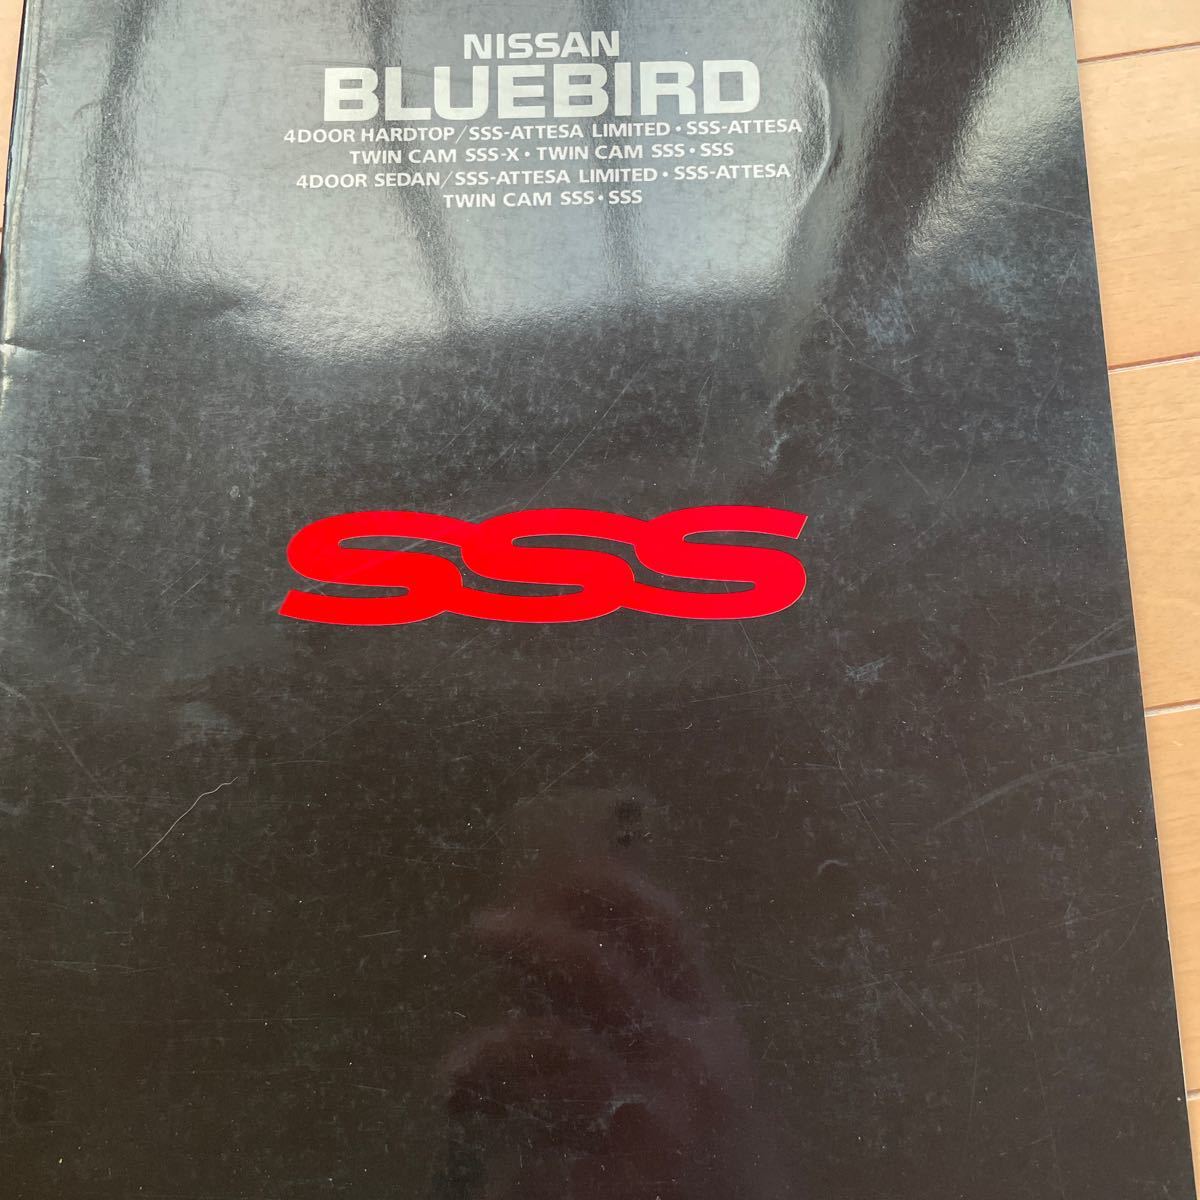 NISSAN
BLUEBIRD
4DOOR HARDTOP/SSS-ATTESA LIMITED・SSS-ATTESA
TWIN CAM SSS-X・TWIN CAM SSS・SSS
4DOOR SEDAN/SSS-ATTESA LIMITED・SSS-ATTESA
TWIN CAM SSS・SSS
SSS